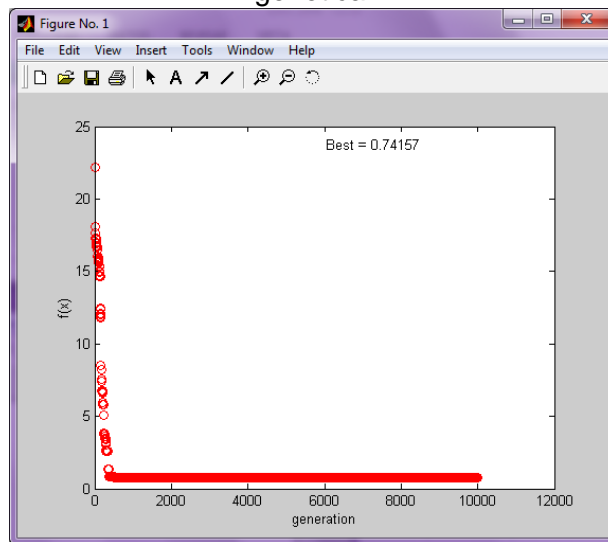 Figure No. 1
File Edit View Insert Tools Window Help
A
Best = 0.74157
25
20
15
10
5
0
f(x)
0 2000 4000 6000 8000 10000 12000
generation